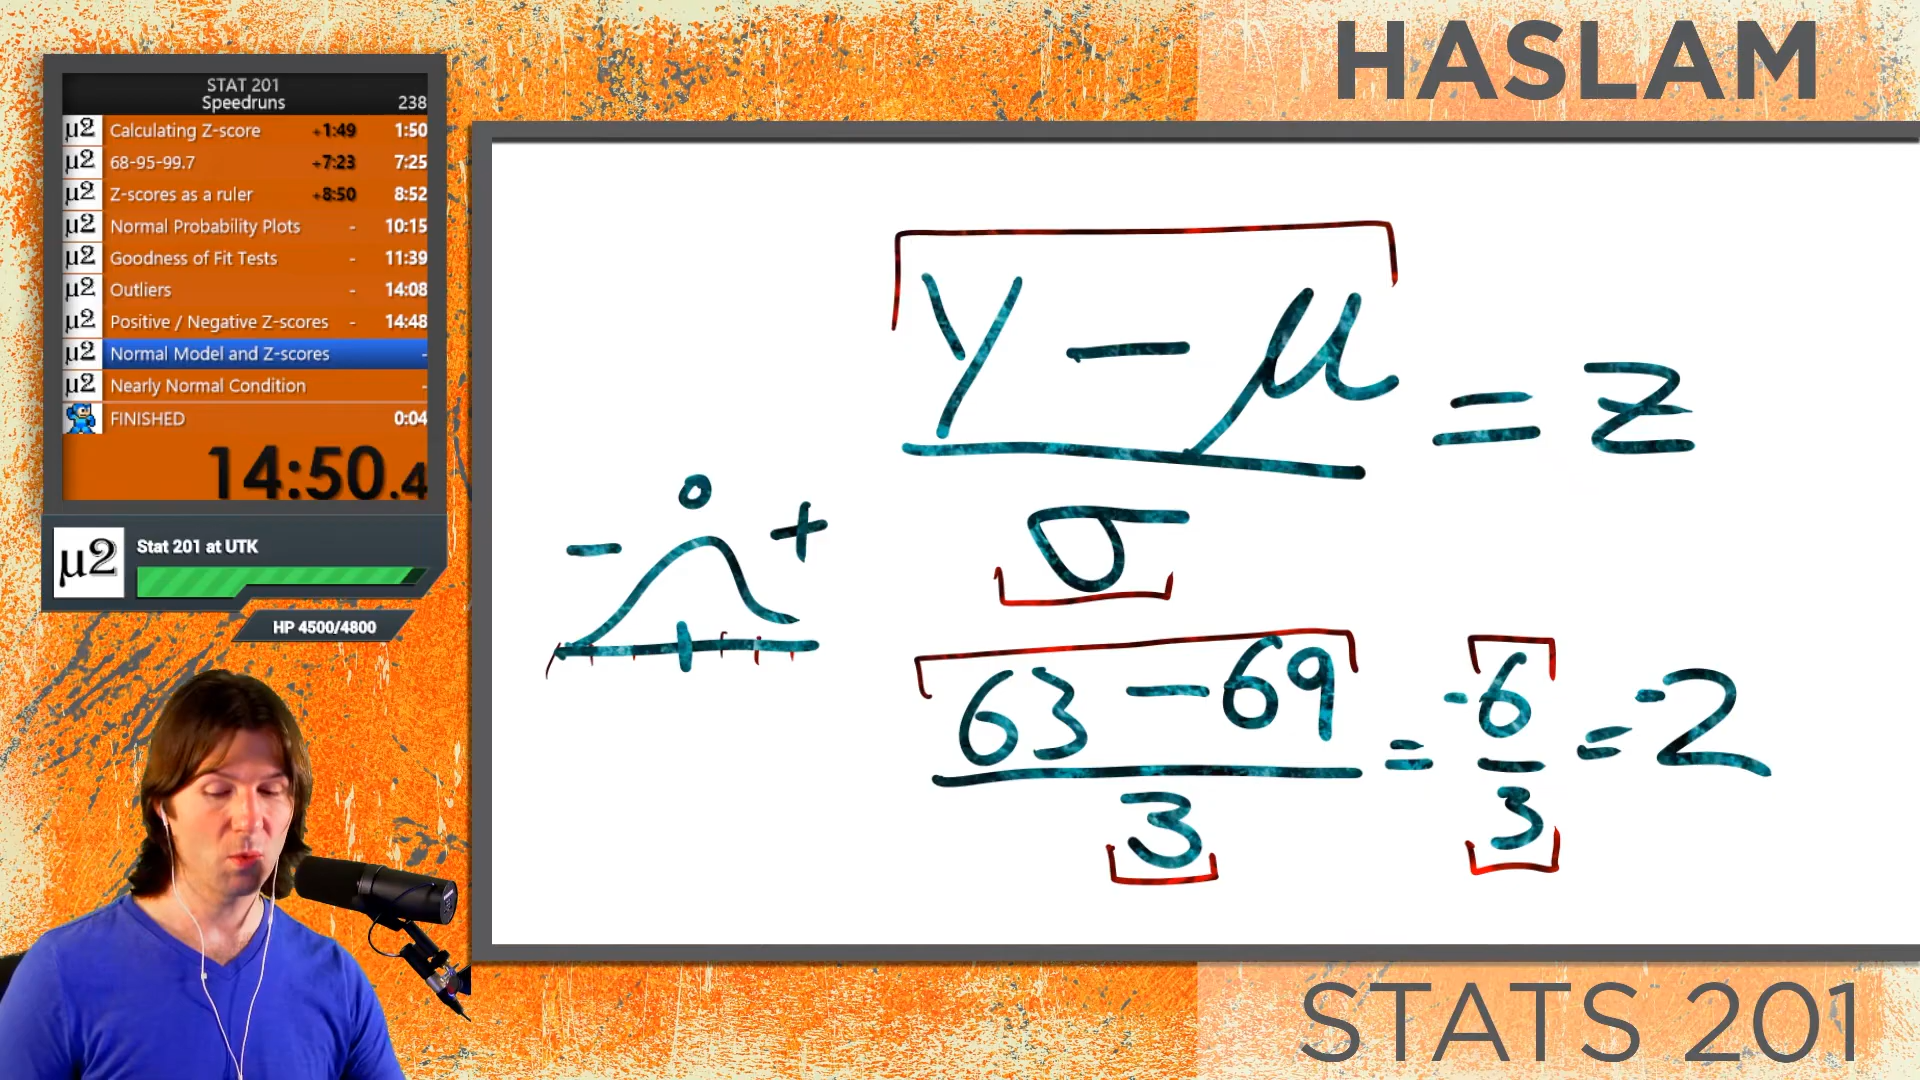 HASLAM
STAT 201
Speedruns 238
μ2 Calculating Z-score +1:49 1:50
μ2 68-95-99.7 +7:23 7:25
μ2 Z-scores as a ruler +8:50 8:52
μ2 Normal Probability Plots - 10:15
μ2 Goodness of Fit Tests - 11:39
μ2 Outliers - 14:08
μ2 Positive / Negative Z-scores - 14:48
μ2 Normal Model and Z-scores -
μ2 Nearly Normal Condition -
FINISHED 0:04
14:50.4
μ2 Stat 201 at UTK
HP 4500/4800
y - μ
= z
σ
- 0 +
63 - 69
= -6
= -2
3
3
STATS 201